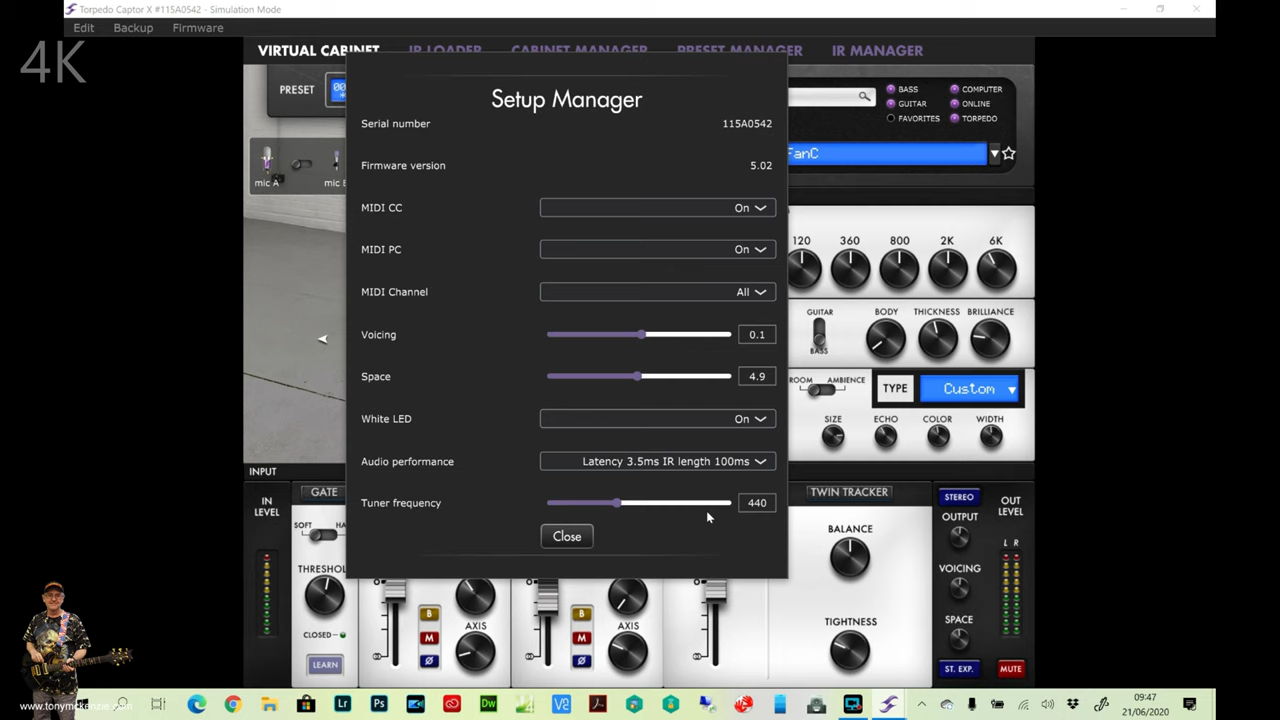 Torpedo Captor X #115A0542 - Simulation Mode
Edit Backup Firmware
4K
VIRTUAL CABINET IR LOADER CABINET MANAGER PRESET MANAGER IR MANAGER
PRESET
mic A
Setup Manager
Serial number 115A0542
Firmware version 5.02
MIDI CC On
MIDI PC On
MIDI Channel All
Voicing 0.1
Space 4.9
White LED On
Audio performance Latency 3.5ms IR length 100ms
Tuner frequency 440
Close
BASS COMPUTER
GUITAR ONLINE
FAVORITES TORPEDO
FanC
120 360 800 2K 6K
GUITAR
BASS
BODY THICKNESS BRILLIANCE
ROOM AMBIENCE
TYPE Custom
SIZE ECHO COLOR WIDTH
INPUT
IN LEVEL
GATE
SOFT
THRESHOLD
CLOSED
LEARN
B
M
Ø
AXIS
B
M
Ø
AXIS
TWIN TRACKER
BALANCE
TIGHTNESS
STEREO
OUTPUT
VOICING
SPACE
ST. EXP.
OUT LEVEL
L R
MUTE
www.tonymckenzie.com
Lr Ps Dw V2
09:47
21/06/2020